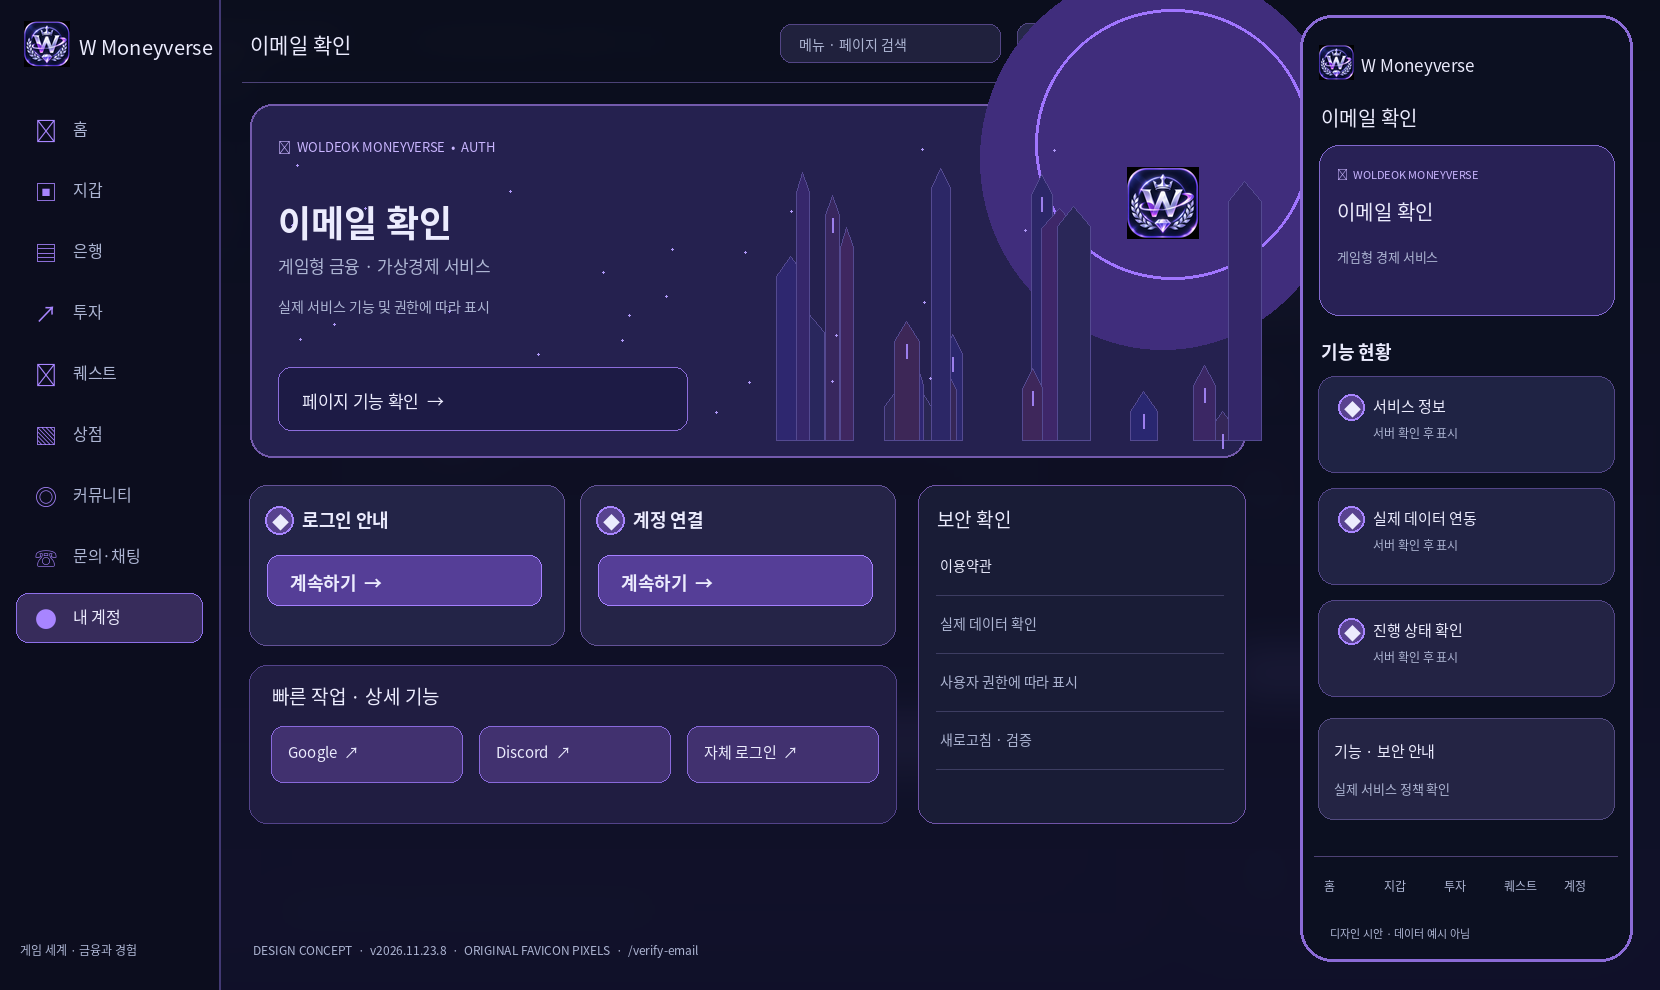 W Moneyverse
홈
지갑
은행
투자
퀘스트
상점
커뮤니티
문의·채팅
내 계정
게임 세계 · 금융과 경험
이메일 확인
메뉴 · 페이지 검색
WOLDEOK MONEYVERSE • AUTH
이메일 확인
게임형 금융 · 가상경제 서비스
실제 서비스 기능 및 권한에 따라 표시
페이지 기능 확인 →
로그인 안내
계속하기 →
계정 연결
계속하기 →
보안 확인
이용약관
실제 데이터 확인
사용자 권한에 따라 표시
새로고침 · 검증
빠른 작업 · 상세 기능
Google ↗
Discord ↗
자체 로그인 ↗
DESIGN CONCEPT · v2026.11.23.8 · ORIGINAL FAVICON PIXELS · /verify-email
W Moneyverse
이메일 확인
WOLDEOK MONEYVERSE
이메일 확인
게임형 경제 서비스
기능 현황
서비스 정보
서버 확인 후 표시
실제 데이터 연동
서버 확인 후 표시
진행 상태 확인
서버 확인 후 표시
기능 · 보안 안내
실제 서비스 정책 확인
홈 지갑 투자 퀘스트 계정
디자인 시안 · 데이터 예시 아님